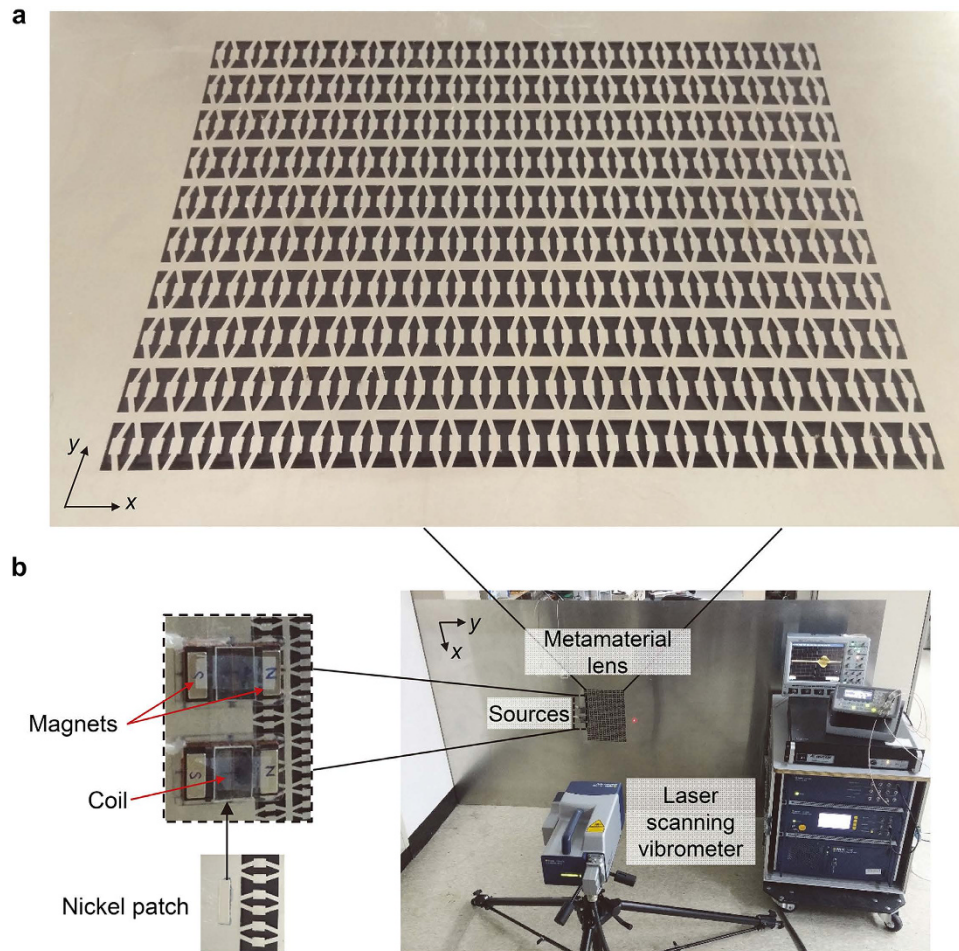 a
y
x
b
y
x
Metamaterial
lens
Sources
S
N
Magnets
S
N
Coil
Laser
scanning
vibrometer
Nickel patch